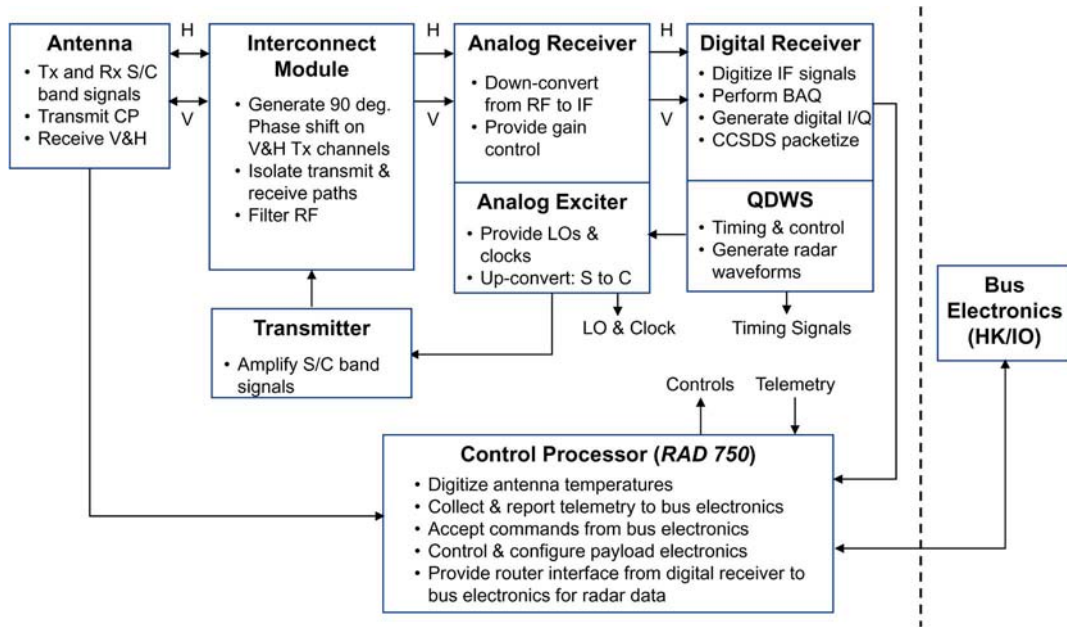 H
H
H
Antenna
• Tx and Rx S/C
band signals
• Transmit CP
• Receive V&H
V
Interconnect
Module
• Generate 90 deg.
Phase shift on
V&H Tx channels
• Isolate transmit &
receive paths
• Filter RF
V
Analog Receiver
• Down-convert
from RF to IF
• Provide gain
control
V
Digital Receiver
• Digitize IF signals
• Perform BAQ
• Generate digital I/Q
• CCSDS packetize
Analog Exciter
• Provide LOs &
clocks
• Up-convert: S to C
QDWS
• Timing & control
• Generate radar
waveforms
Bus
Electronics
(HK/IO)
Transmitter
• Amplify S/C band
signals
LO & Clock
Timing Signals
Controls
Telemetry
Control Processor (RAD 750)
• Digitize antenna temperatures
• Collect & report telemetry to bus electronics
• Accept commands from bus electronics
• Control & configure payload electronics
• Provide router interface from digital receiver to
bus electronics for radar data